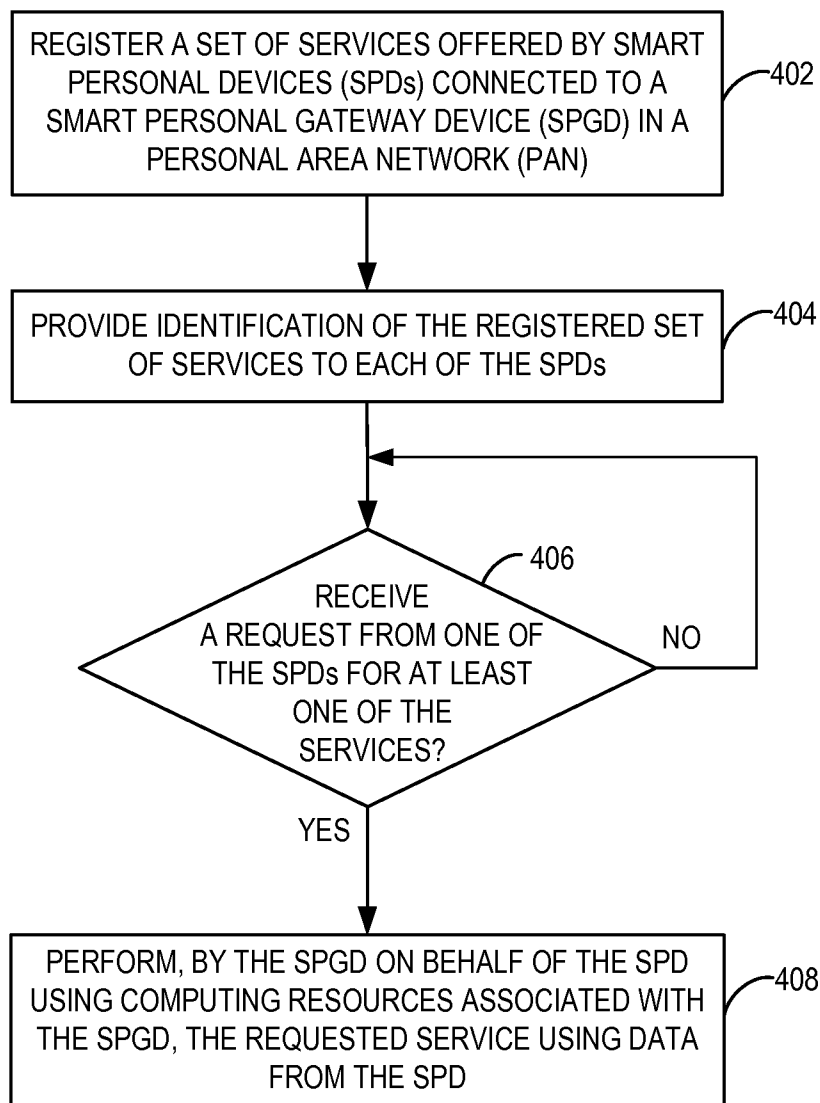 REGISTER A SET OF SERVICES OFFERED BY SMART
PERSONAL DEVICES (SPDs) CONNECTED TO A
SMART PERSONAL GATEWAY DEVICE (SPGD) IN A
PERSONAL AREA NETWORK (PAN)
402
PROVIDE IDENTIFICATION OF THE REGISTERED SET
OF SERVICES TO EACH OF THE SPDs
404
406
RECEIVE
A REQUEST FROM ONE OF
THE SPDs FOR AT LEAST
ONE OF THE
SERVICES?
NO
YES
PERFORM, BY THE SPGD ON BEHALF OF THE SPD
USING COMPUTING RESOURCES ASSOCIATED WITH
THE SPGD, THE REQUESTED SERVICE USING DATA
FROM THE SPD
408